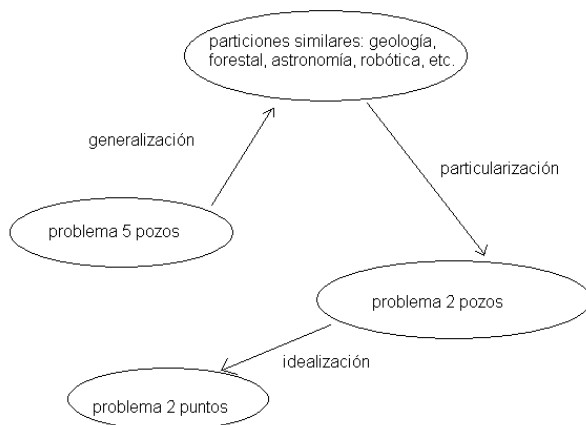 particiones similares: geología,
forestal, astronomía, robótica, etc.
generalización
particularización
problema 5 pozos
problema 2 pozos
idealización
problema 2 puntos